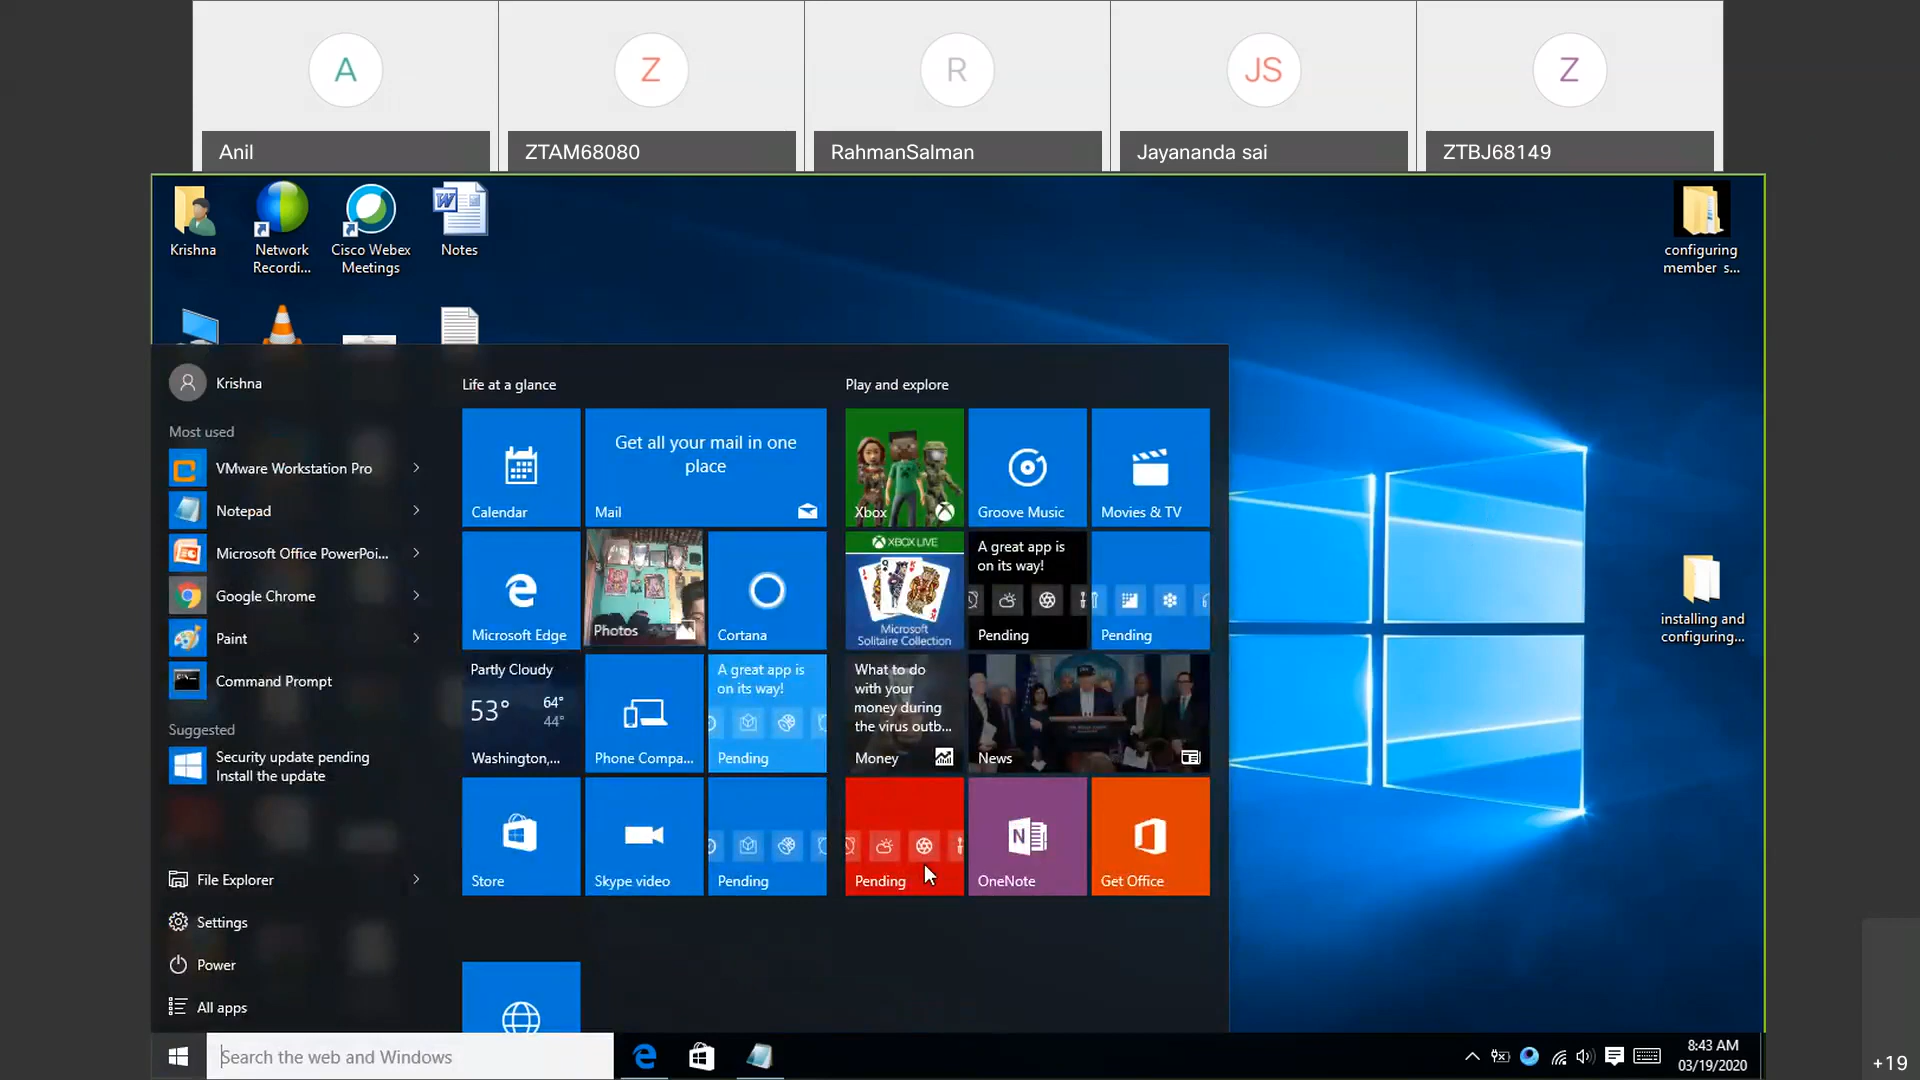 A
Z
R
JS
Z
Anil
ZTAM68080
RahmanSalman
Jayananda sai
ZTBJ68149
Krishna
Network
Recordi...
Cisco Webex
Meetings
Notes
configuring
member s...
installing and
configuring...
Krishna
Most used
VMware Workstation Pro
Notepad
Microsoft Office PowerPoi...
Google Chrome
Paint
Command Prompt
Suggested
Security update pending
Install the update
File Explorer
Settings
Power
All apps
Life at a glance
Calendar
Get all your mail in one
place
Mail
Microsoft Edge
Photos
Cortana
Partly Cloudy
53°
64°
44°
Washington,...
Phone Compa...
A great app is
on its way!
Pending
Store
Skype video
Pending
Play and explore
Xbox
Groove Music
Movies & TV
XBOX LIVE
Microsoft
Solitaire Collection
A great app is
on its way!
Pending
Pending
What to do
with your
money during
the virus outb...
Money
News
Pending
OneNote
Get Office
Search the web and Windows
8:43 AM
03/19/2020
+19